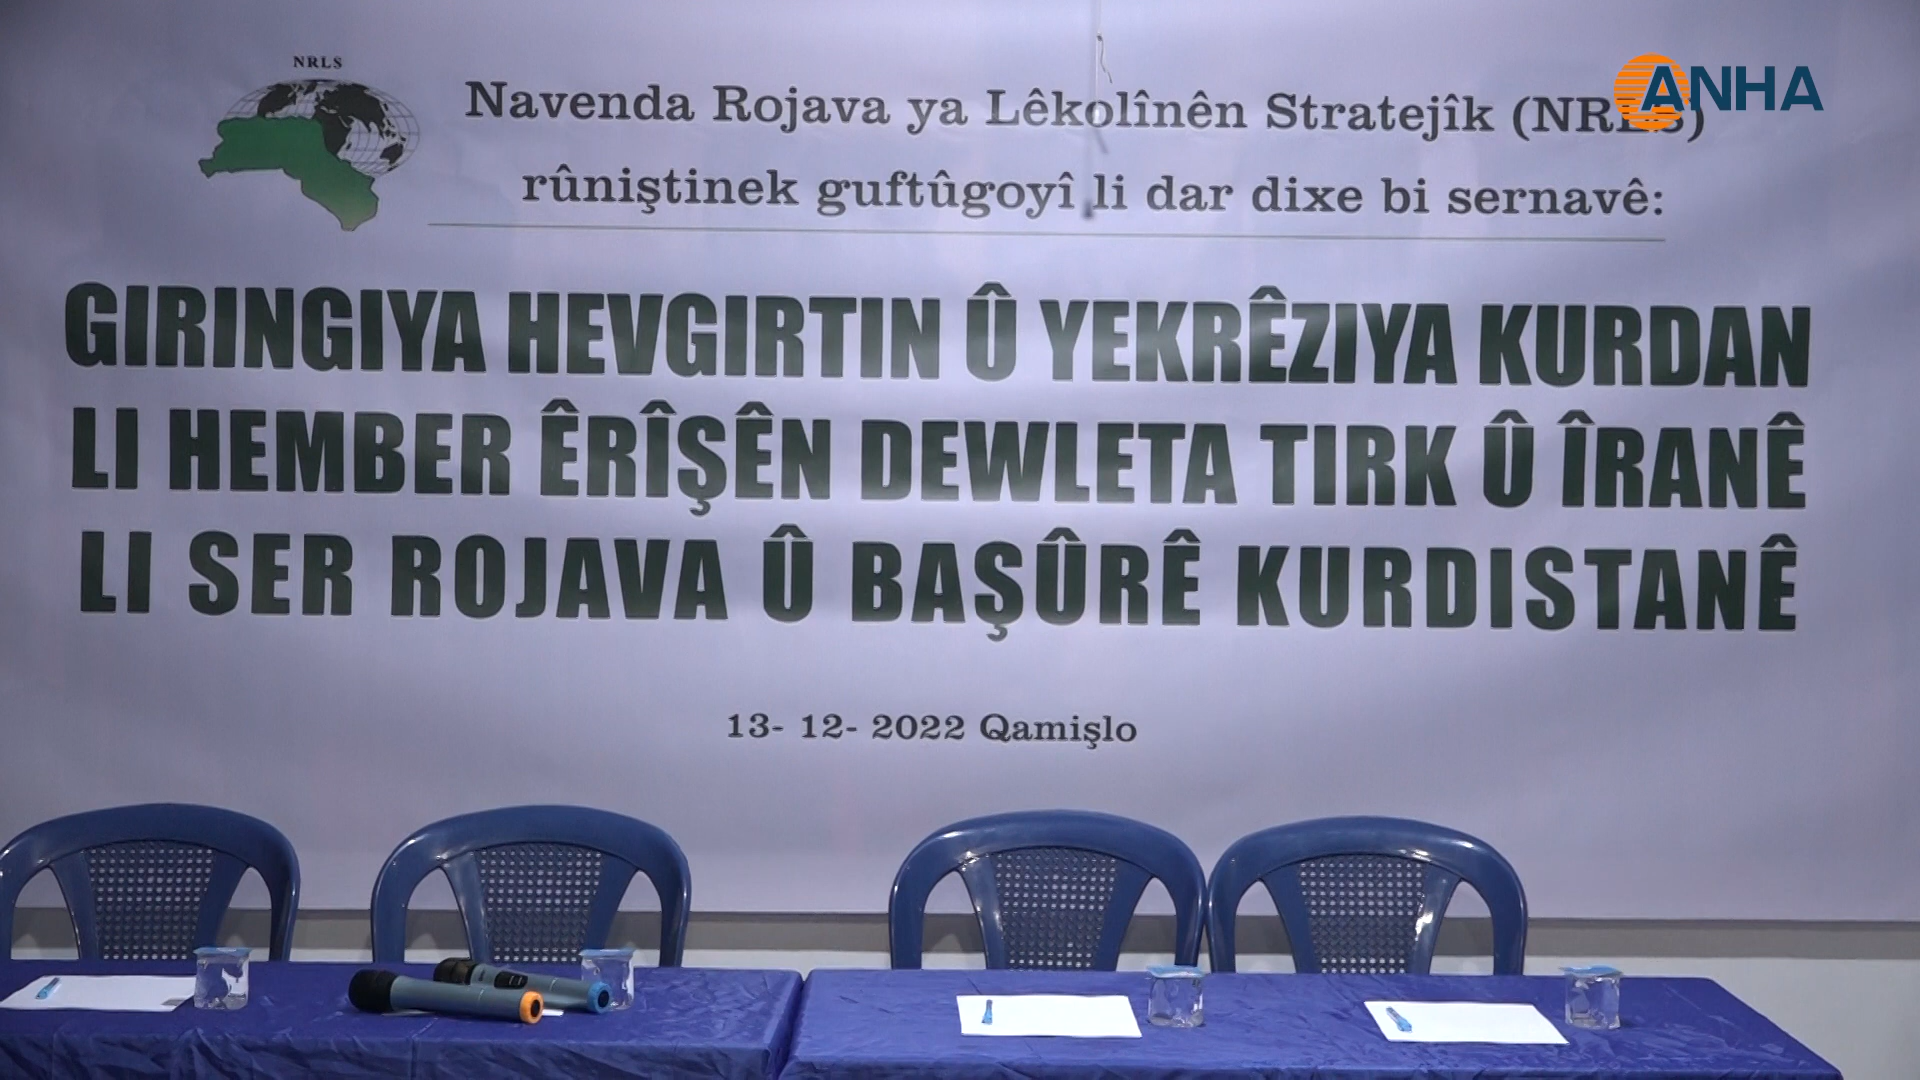 NRLS
ANHA
Navenda Rojava ya Lêkolînên Stratejîk (NRLS)
rûniştinek guftûgoyî li dar dixe bi sernavê:
GIRINGIYA HEVGIRTIN Û YEKRÊZIYA KURDAN
LI HEMBER ÊRÎŞÊN DEWLETA TIRK Û ÎRANÊ
LI SER ROJAVA Û BAŞÛRÊ KURDISTANÊ
13- 12- 2022 Qamişlo